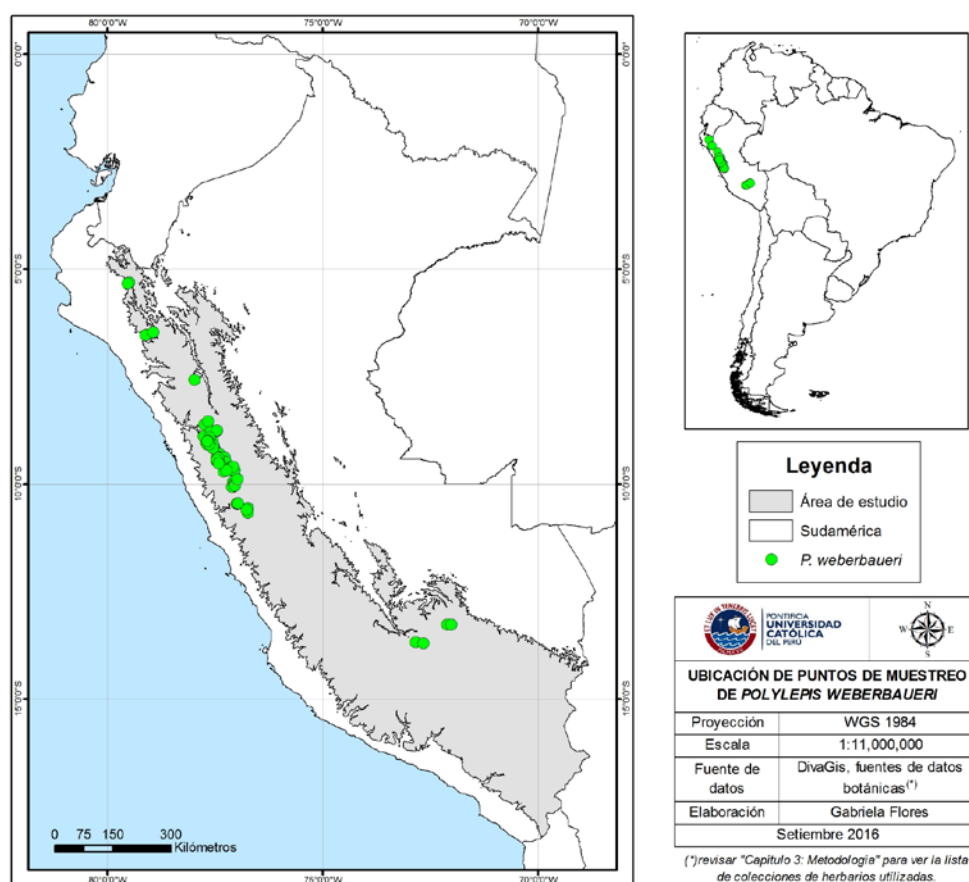 80°0'0"W
75°0'0"W
70°0'0"W
0°0'0"
0°0'0"
5°0'0"S
5°0'0"S
10°0'0"S
10°0'0"S
15°0'0"S
15°0'0"S
0 75 150 300
Kilómetros
80°0'0"W
75°0'0"W
70°0'0"W
Leyenda
Área de estudio
Sudamérica
P. weberbaueri
ET LUX IN TENEBRIS LUCET
PONTIFICIA
UNIVERSIDAD
CATÓLICA
DEL PERÚ
N
W E
S
UBICACIÓN DE PUNTOS DE MUESTREO
DE POLYLEPIS WEBERBAUERI
Proyección WGS 1984
Escala 1:11,000,000
Fuente de datos DivaGis, fuentes de datos botánicas(*)
Elaboración Gabriela Flores
Setiembre 2016
(*)revisar "Capítulo 3: Metodología" para ver la lista
de colecciones de herbarios utilizadas.